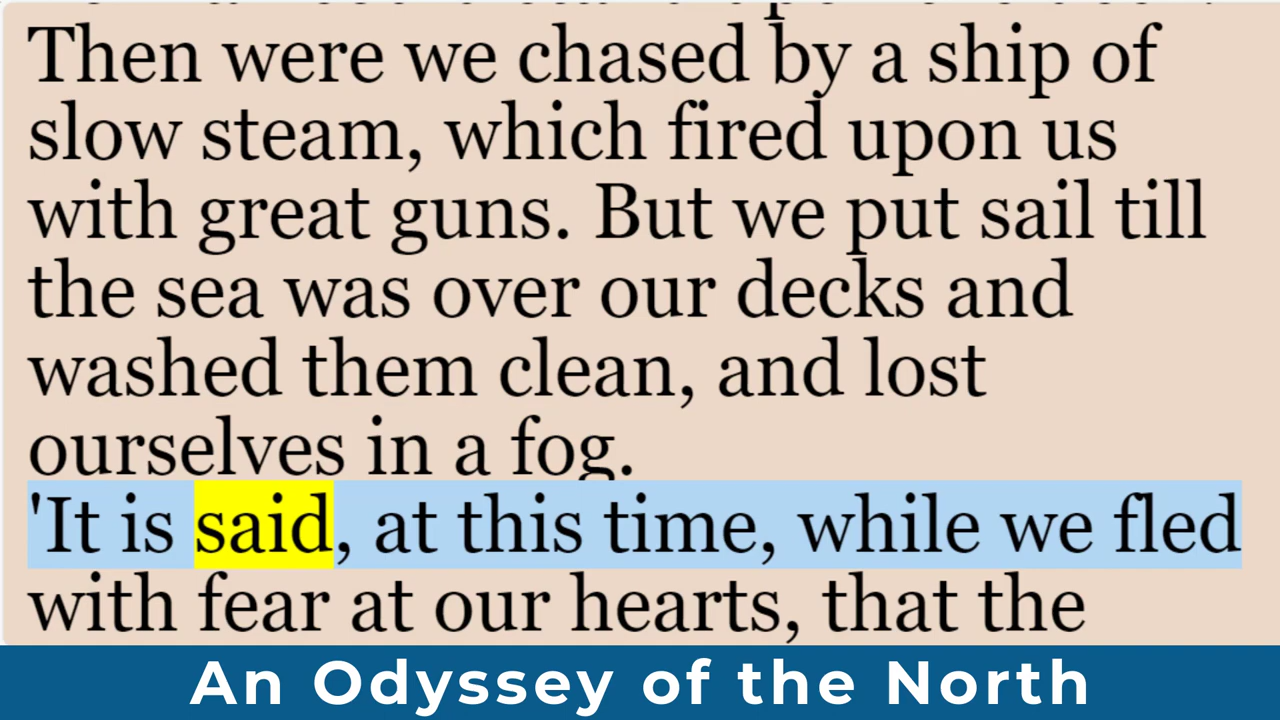 Then were we chased by a ship of
slow steam, which fired upon us
with great guns. But we put sail till
the sea was over our decks and
washed them clean, and lost
ourselves in a fog.
'It is said, at this time, while we fled
with fear at our hearts, that the
An Odyssey of the North